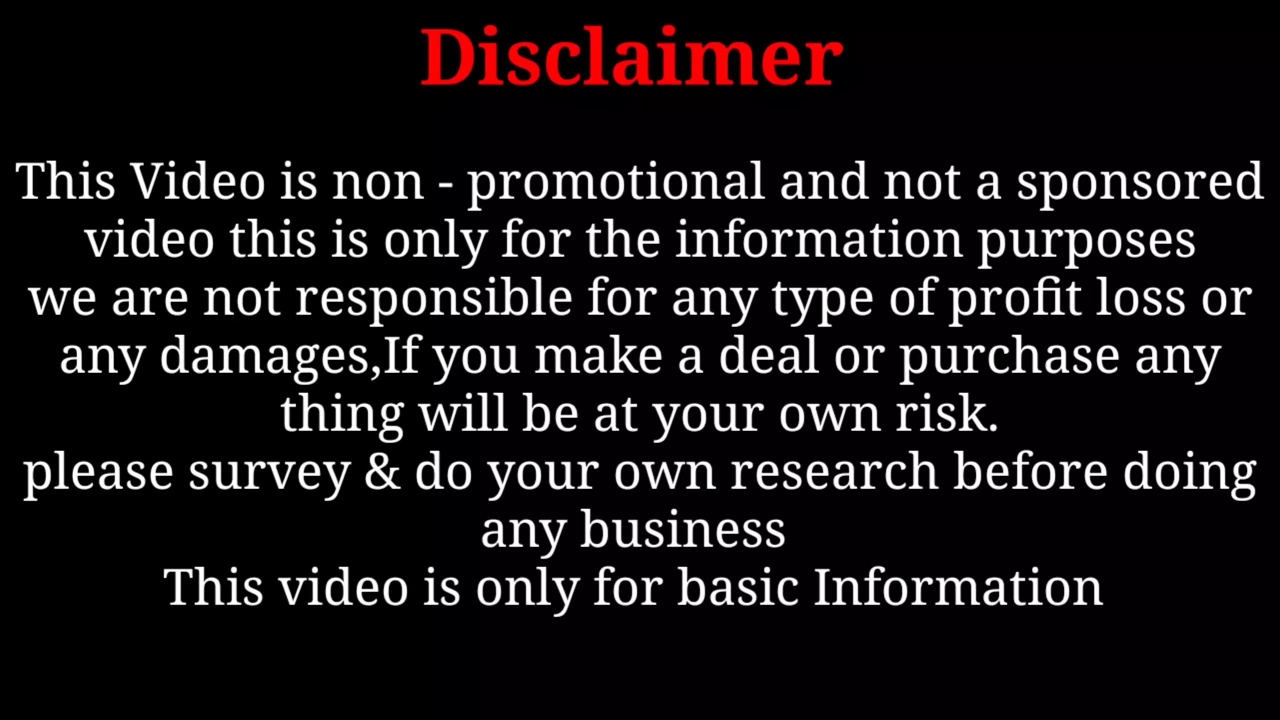 Disclaimer
This Video is non - promotional and not a sponsored
video this is only for the information purposes
we are not responsible for any type of profit loss or
any damages,If you make a deal or purchase any
thing will be at your own risk.
please survey & do your own research before doing
any business
This video is only for basic Information